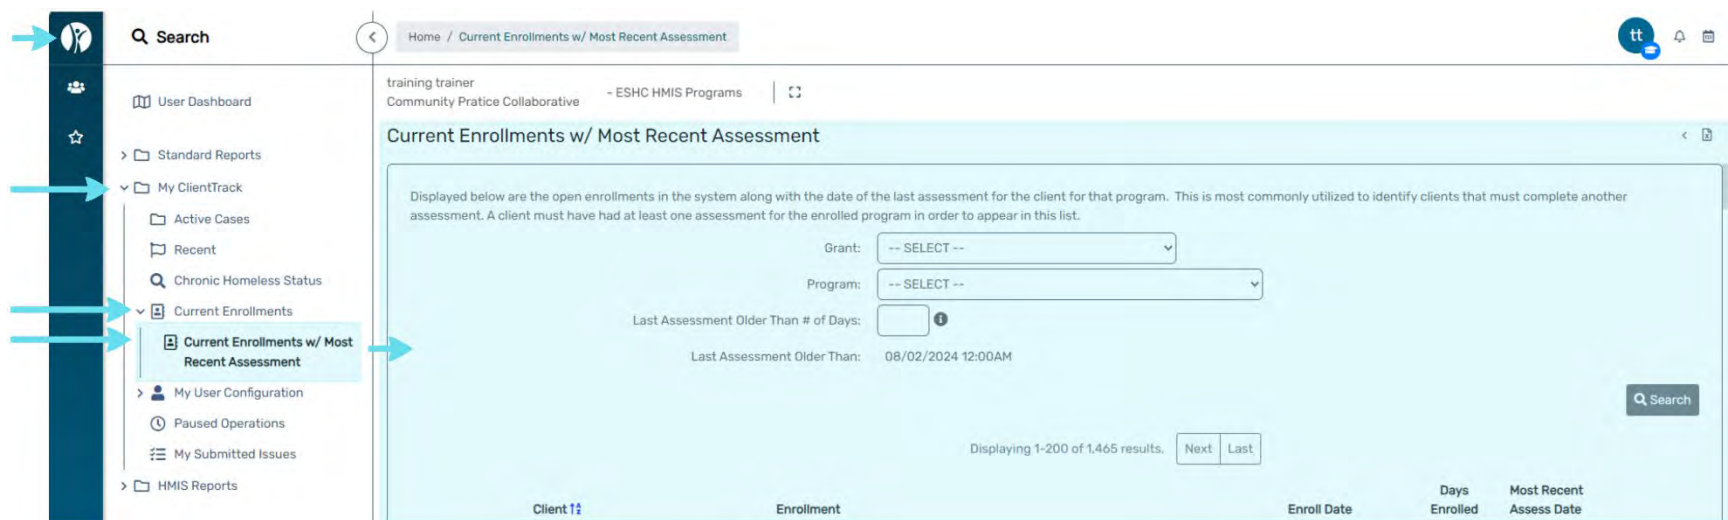 Search
Home / Current Enrollments w/ Most Recent Assessment
tt
training trainer
Community Pratice Collaborative
- ESHC HMIS Programs
User Dashboard
Standard Reports
My ClientTrack
Active Cases
Recent
Chronic Homeless Status
Current Enrollments
Current Enrollments w/ Most
Recent Assessment
My User Configuration
Paused Operations
My Submitted Issues
HMIS Reports
Current Enrollments w/ Most Recent Assessment
Displayed below are the open enrollments in the system along with the date of the last assessment for the client for that program. This is most commonly utilized to identify clients that must complete another
assessment. A client must have had at least one assessment for the enrolled program in order to appear in this list.
Grant: -- SELECT --
Program: -- SELECT --
Last Assessment Older Than # of Days:
Last Assessment Older Than: 08/02/2024 12:00AM
Search
Displaying 1-200 of 1,465 results. Next Last
Client Enrollment Enroll Date Days Enrolled Most Recent Assess Date